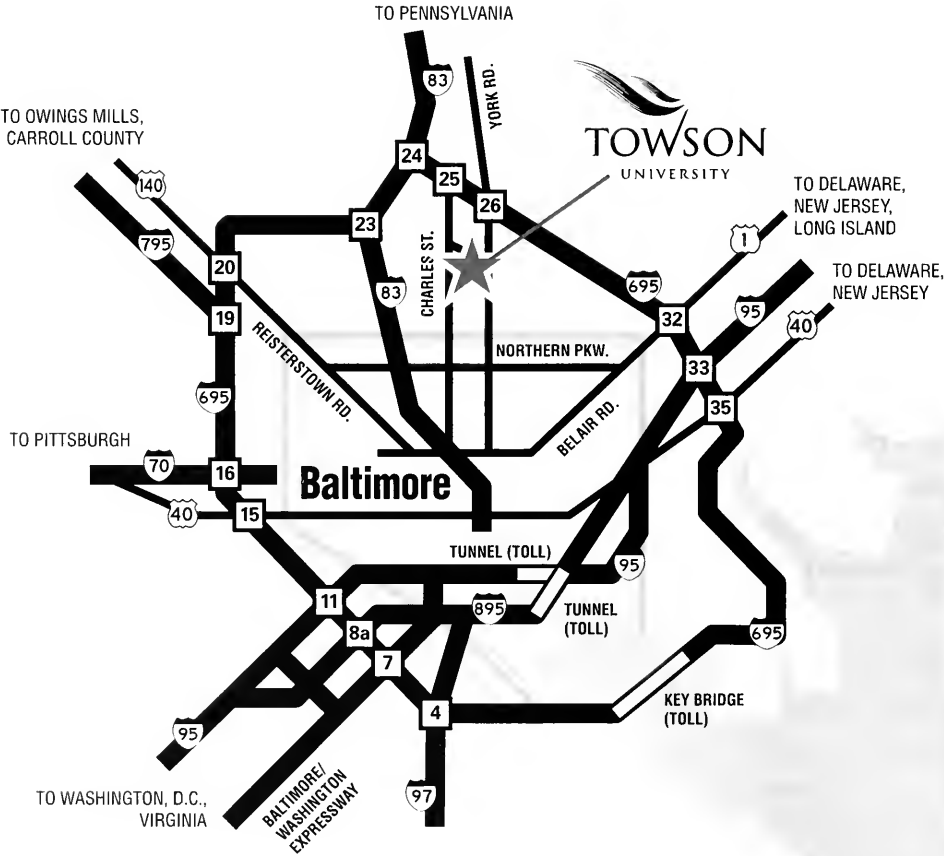 TO PENNSYLVANIA
83
YORK RD.
TOWSON
UNIVERSITY
TO OWINGS MILLS,
CARROLL COUNTY
140
795
24
25
26
23
20
19
CHARLES ST.
83
TO DELAWARE,
NEW JERSEY,
LONG ISLAND
1
TO DELAWARE,
NEW JERSEY
695
95
40
32
33
35
REISTERSTOWN RD.
NORTHERN PKW.
BELAIR RD.
695
TO PITTSBURGH
70
16
Baltimore
40
15
TUNNEL (TOLL)
95
11
895
TUNNEL
(TOLL)
8a
7
695
4
KEY BRIDGE
(TOLL)
95
TO WASHINGTON, D.C.,
VIRGINIA
BALTIMORE/
WASHINGTON
EXPRESSWAY
97